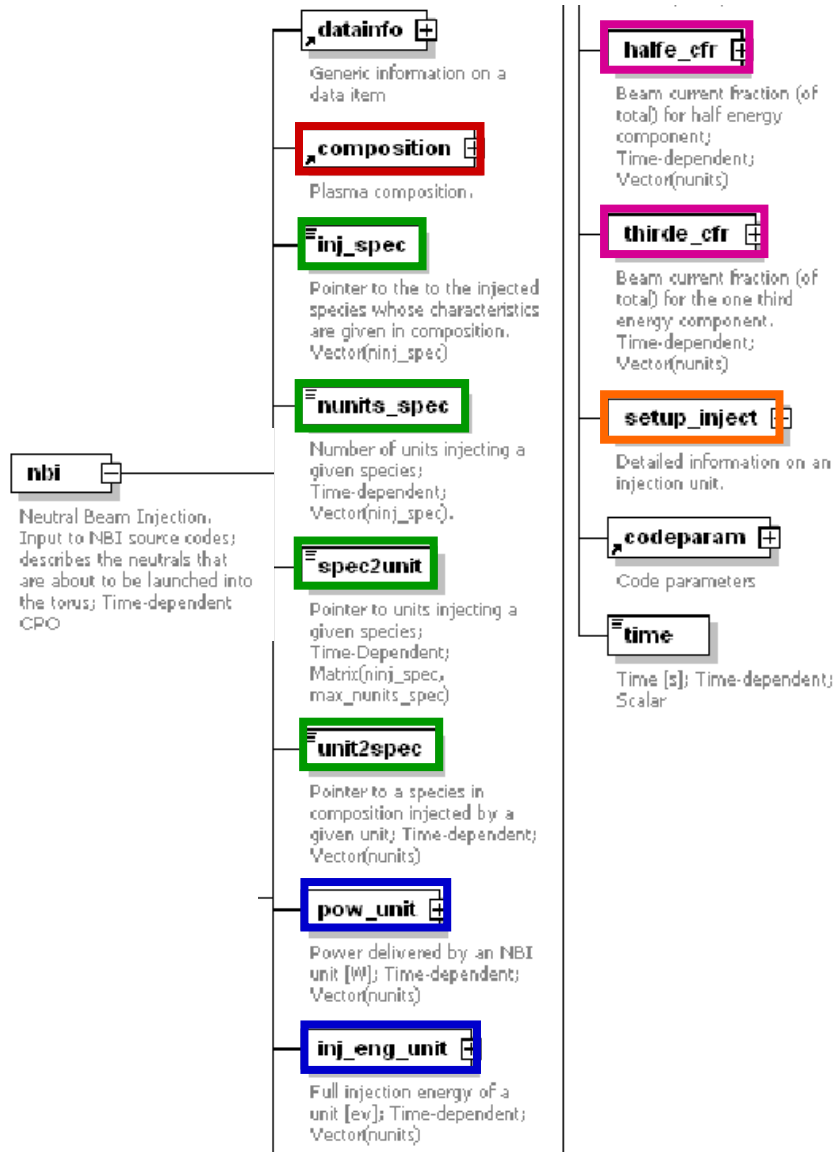 nbi
Neutral Beam Injection.
Input to NBI source codes;
describes the neutrals that
are about to be launched into
the torus; Time-dependent
CPO
datainfo
Generic information on a
data item
composition
Plasma composition.
inj_spec
Pointer to the to the injected
species whose characteristics
are given in composition.
Vector(ninj_spec)
nunits_spec
Number of units injecting a
given species;
Time-dependent;
Vector(ninj_spec).
spec2unit
Pointer to units injecting a
given species;
Time-Dependent;
Matrix(ninj_spec,
max_nunits_spec)
unit2spec
Pointer to a species in
composition injected by a
given unit; Time-dependent;
Vector(nunits)
pow_unit
Power delivered by an NBI
unit [W]; Time-dependent;
Vector(nunits)
inj_eng_unit
Full injection energy of a
unit [ev]; Time-dependent;
Vector(nunits)
halfe_cfr
Beam current fraction (of
total) for half energy
component;
Time-dependent;
Vector(nunits)
thirde_cfr
Beam current fraction (of
total) for the one third
energy component.
Time-dependent;
Vector(nunits)
setup_inject
Detailed information on an
injection unit.
codeparam
Code parameters
time
Time [s]; Time-dependent;
Scalar